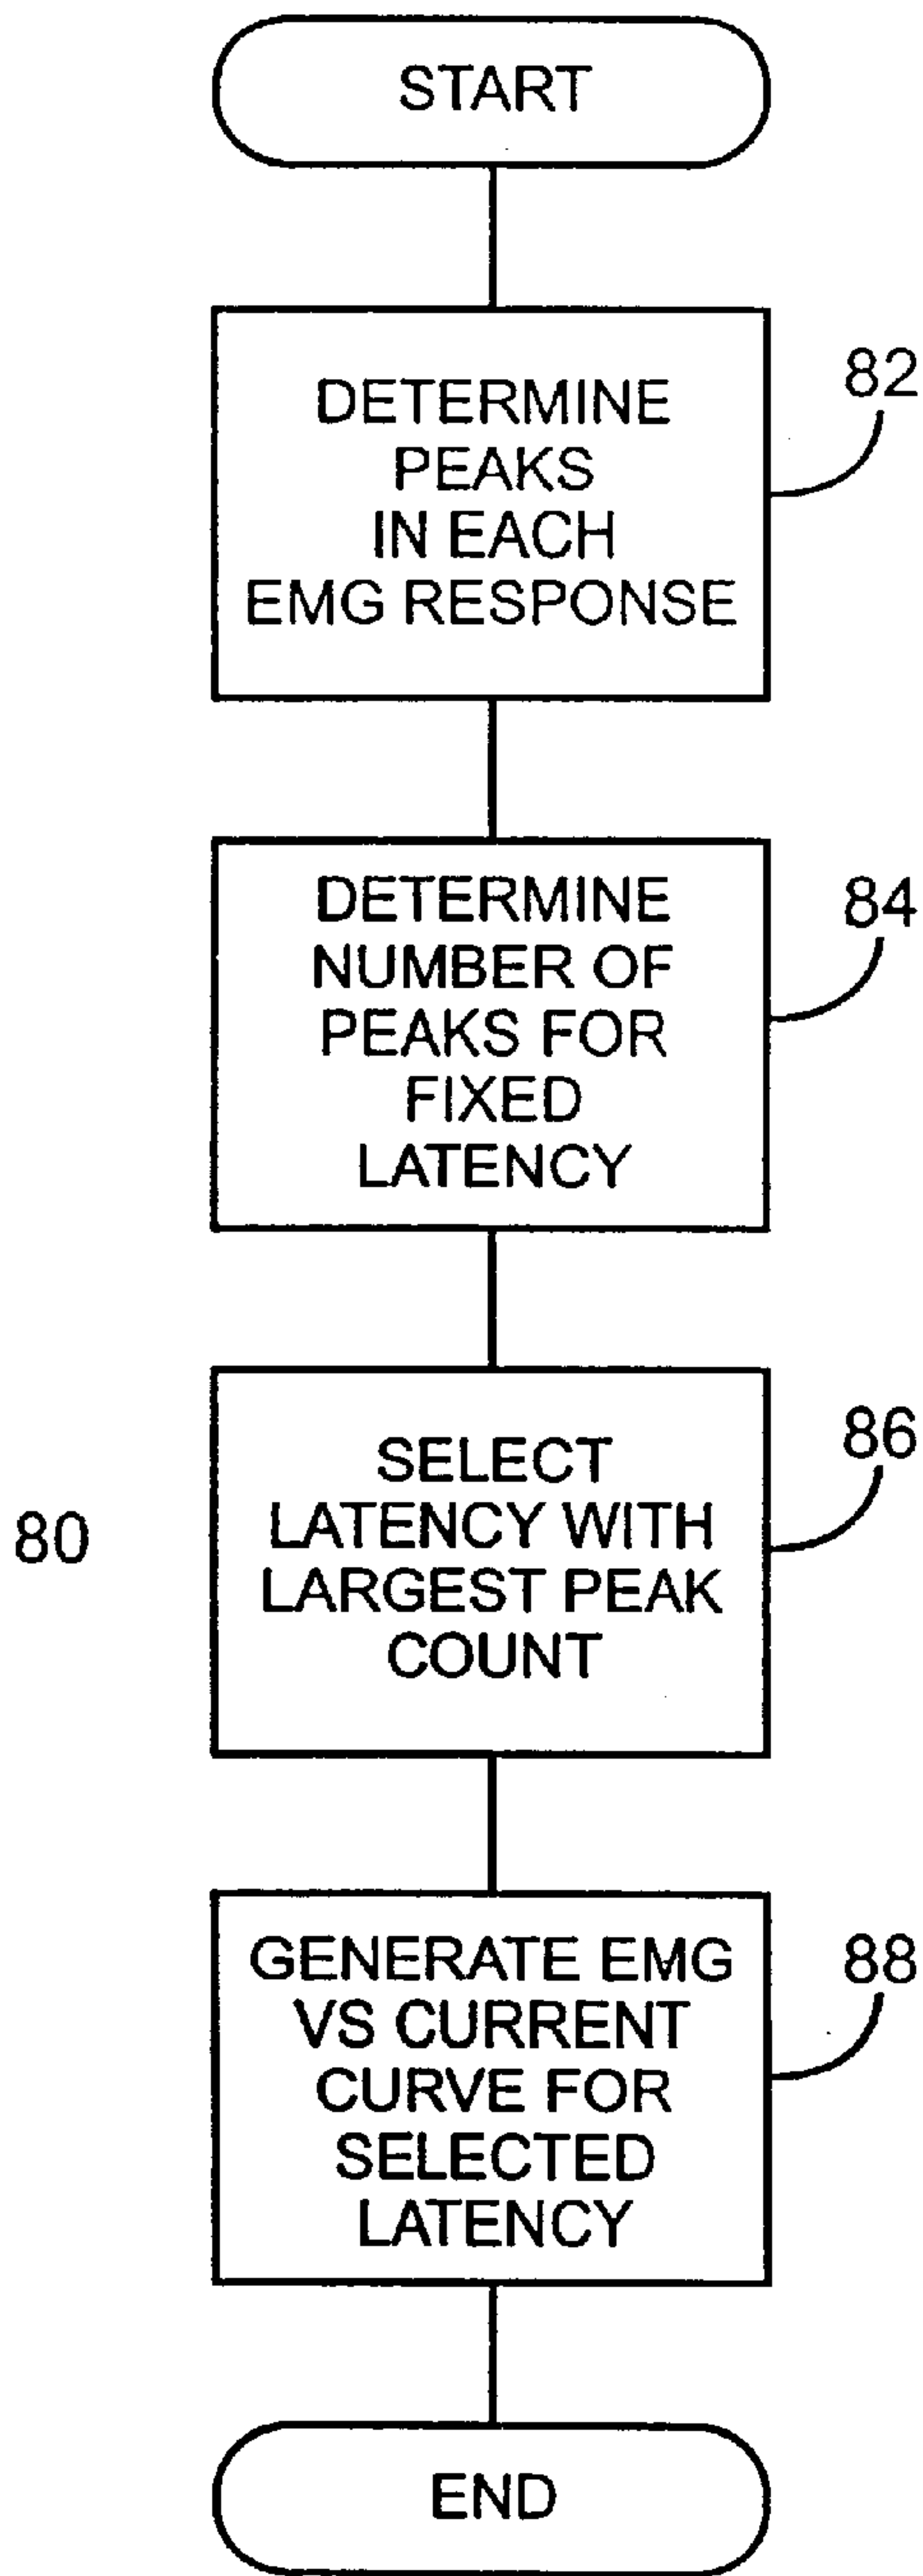 START
DETERMINE
PEAKS
IN EACH
EMG RESPONSE
82
DETERMINE
NUMBER OF
PEAKS FOR
FIXED
LATENCY
84
SELECT
LATENCY WITH
LARGEST PEAK
COUNT
86
80
GENERATE EMG
VS CURRENT
CURVE FOR
SELECTED
LATENCY
88
END